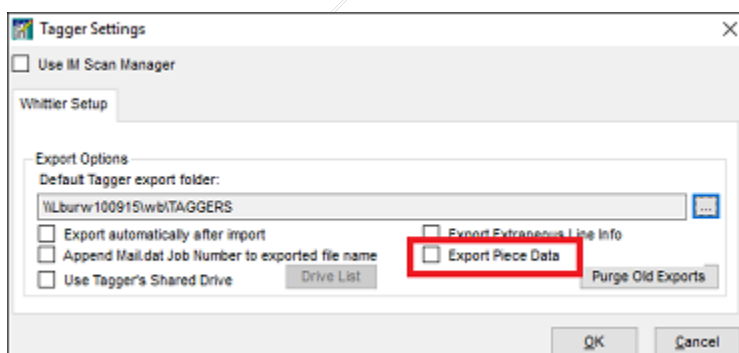 Tagger Settings
Use IM Scan Manager
Whittier Setup
Export Options
Default Tagger export folder:
\\Lburw100915\wb\TAGGERS
...
Export automatically after import
Export Extraneous Line Info
Append Mail.dat Job Number to exported file name
Export Piece Data
Use Tagger's Shared Drive
Drive List
Purge Old Exports
OK
Cancel